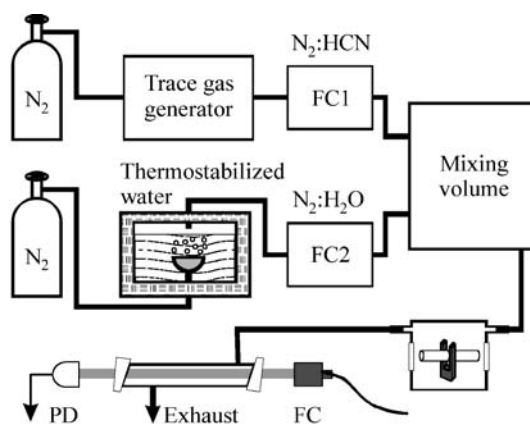 N₂:HCN
N₂
Trace gas
generator
FC1
Mixing
volume
Thermostabilized
water
N₂:H₂O
N₂
FC2
PD
Exhaust
FC